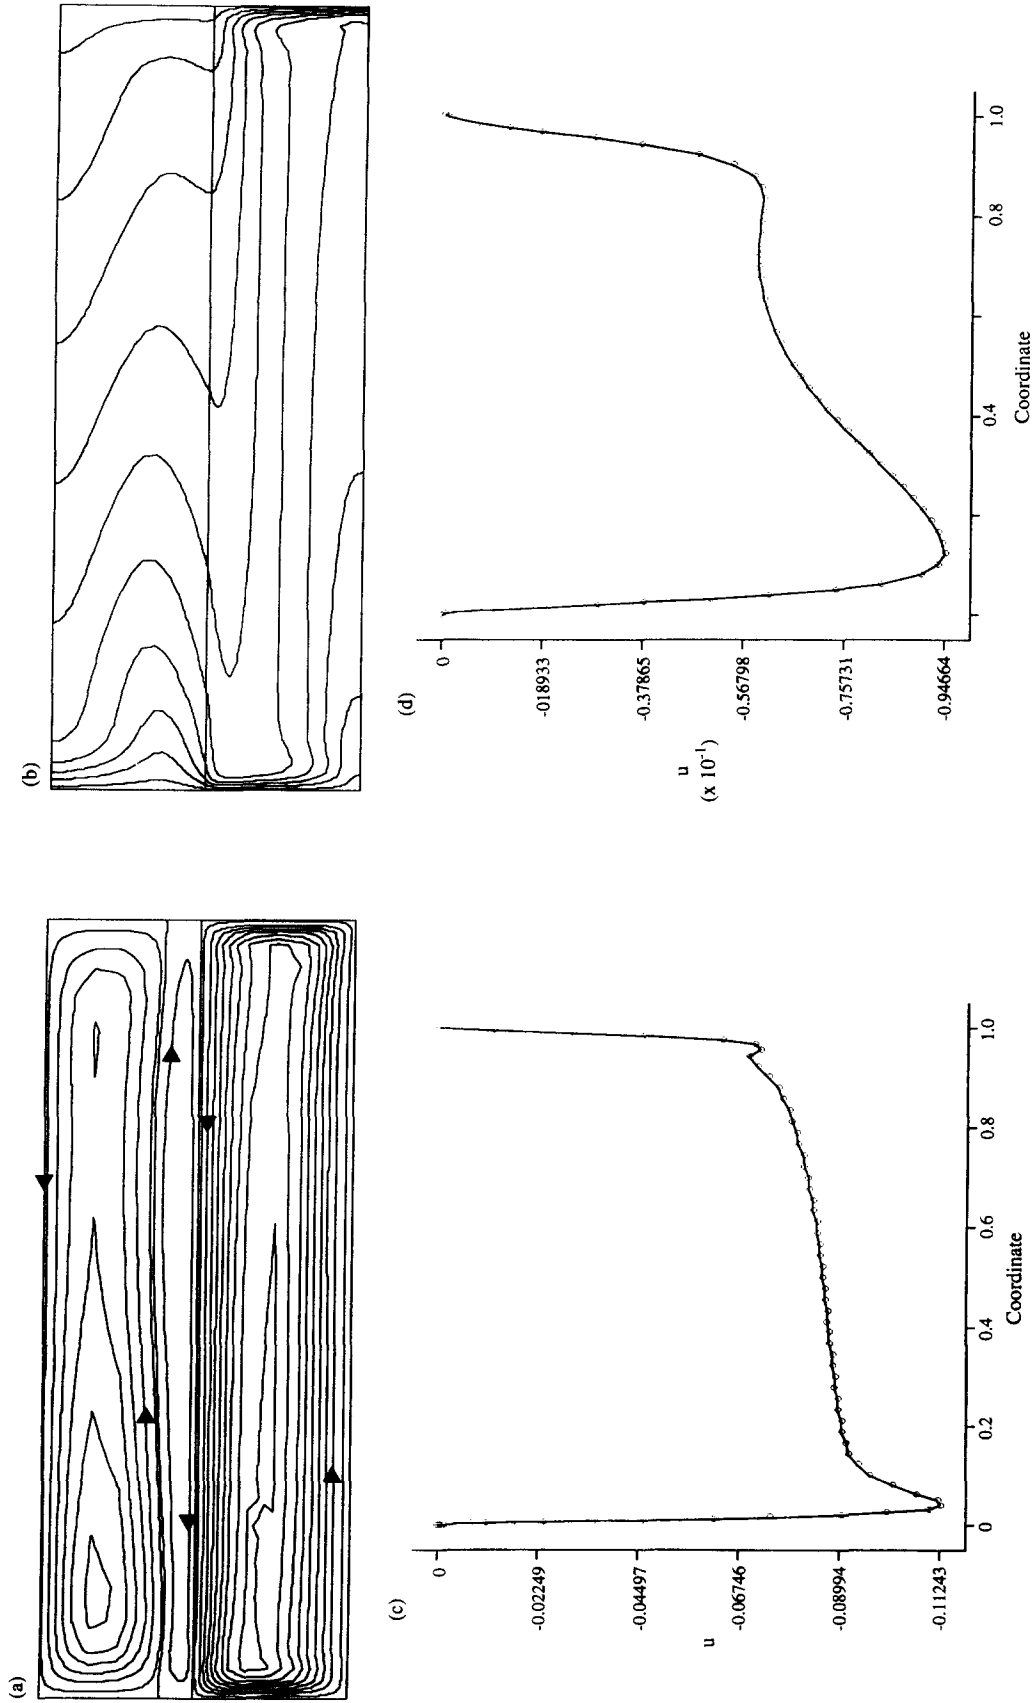 (a)
(b)
(c)
u
0
-0.02249
-0.04497
-0.06746
-0.08994
-0.11243
0
0.2
0.4
0.6
0.8
1.0
Coordinate
(d)
u
(x 10⁻¹)
0
-018933
-0.37865
-0.56798
-0.75731
-0.94664
0.4
0.8
1.0
Coordinate